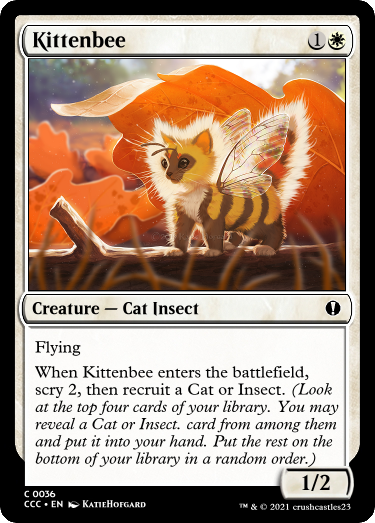 Kittenbee 1
Creature — Cat Insect
Flying
When Kittenbee enters the battlefield,
scry 2, then recruit a Cat or Insect. (Look
at the top four cards of your library. You may
reveal a Cat or Insect. card from among them
and put it into your hand. Put the rest on the
bottom of your library in a random order.)
1/2
C 0036
CCC • EN KatieHofgard
™ & © 2021 crushcastles23